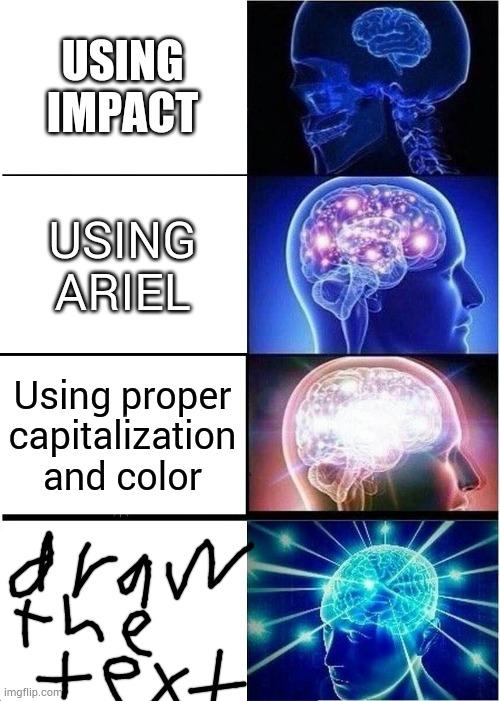 USING
IMPACT
USING
ARIEL
Using proper
capitalization
and color
draw
the
text
imgflip.com